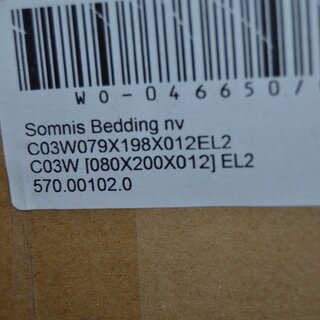 W0-046650/
Somnis Bedding nv
C03W079X198X012EL2
C03W [080X200X012] EL2
570.00102.0